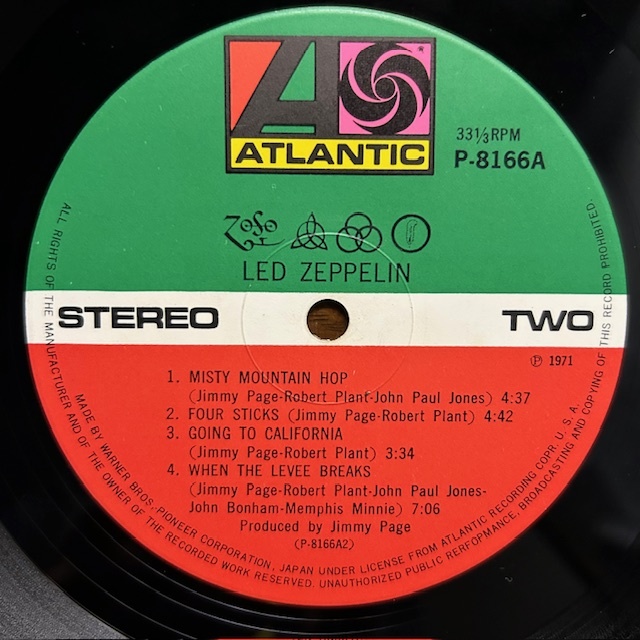 ATLANTIC
33⅓RPM
P-8166A
ZoSo
LED ZEPPELIN
STEREO
TWO
Ⓟ 1971
1. MISTY MOUNTAIN HOP
(Jimmy Page-Robert Plant-John Paul Jones) 4:37
2. FOUR STICKS (Jimmy Page-Robert Plant) 4:42
3. GOING TO CALIFORNIA
(Jimmy Page-Robert Plant) 3:34
4. WHEN THE LEVEE BREAKS
(Jimmy Page-Robert Plant-John Paul Jones-
John Bonham-Memphis Minnie) 7:06
Produced by Jimmy Page
(P-8166A2)
MADE BY WARNER BROS. PIONEER CORPORATION, JAPAN UNDER LICENSE FROM ATLANTIC RECORDING COPR. U. S. A.
ALL RIGHTS OF THE MANUFACTURER AND OF THE OWNER OF THE RECORDED WORK RESERVED. UNAUTHORIZED PUBLIC RERFOPMANCE, BROADCASTING AND COPYING OF THIS RECORD PROHIBITED.